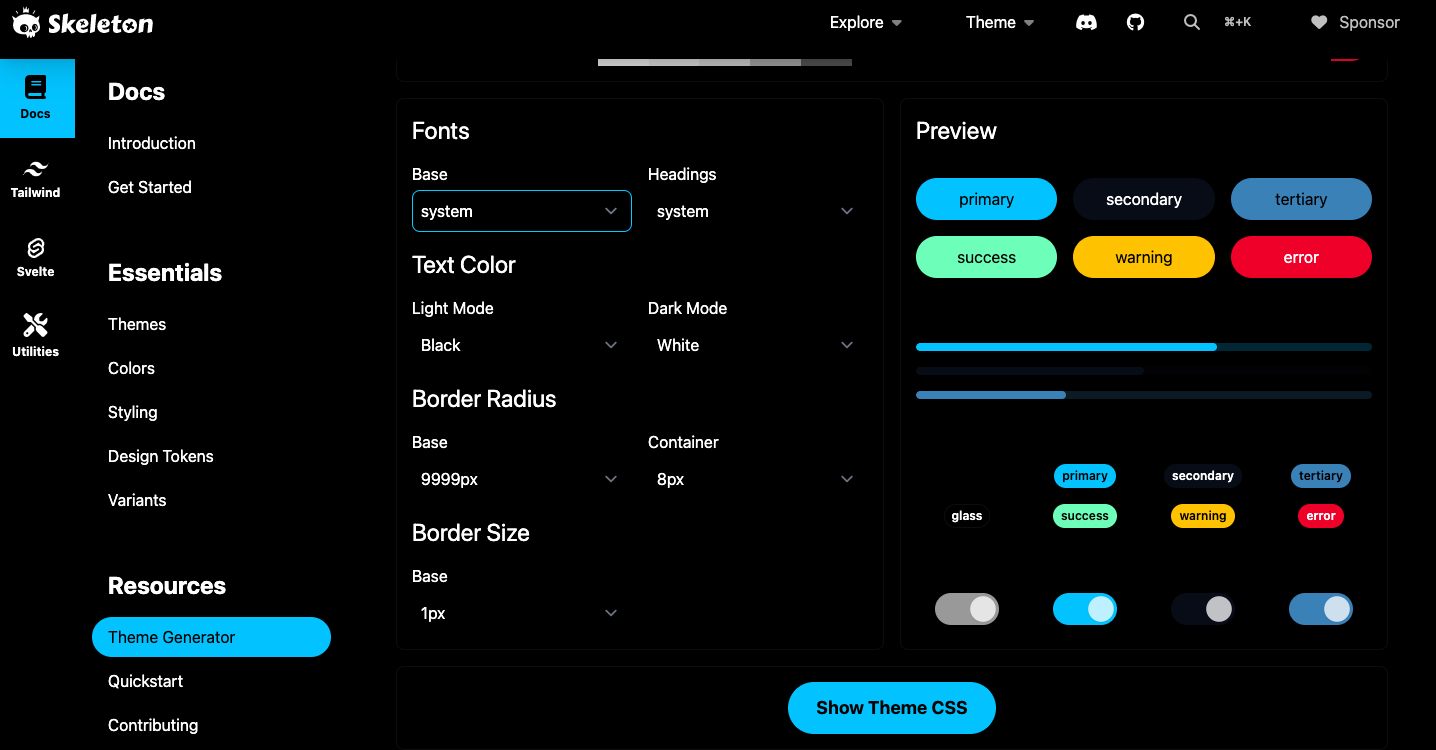 Skeleton
Explore
Theme
⌘+K
Sponsor
Docs
Tailwind
Svelte
Utilities
Docs
Introduction
Get Started
Essentials
Themes
Colors
Styling
Design Tokens
Variants
Resources
Theme Generator
Quickstart
Contributing
Fonts
Base Headings
system system
Text Color
Light Mode Dark Mode
Black White
Border Radius
Base Container
9999px 8px
Border Size
Base
1px
Preview
primary secondary tertiary
success warning error
primary secondary tertiary
glass success warning error
Show Theme CSS